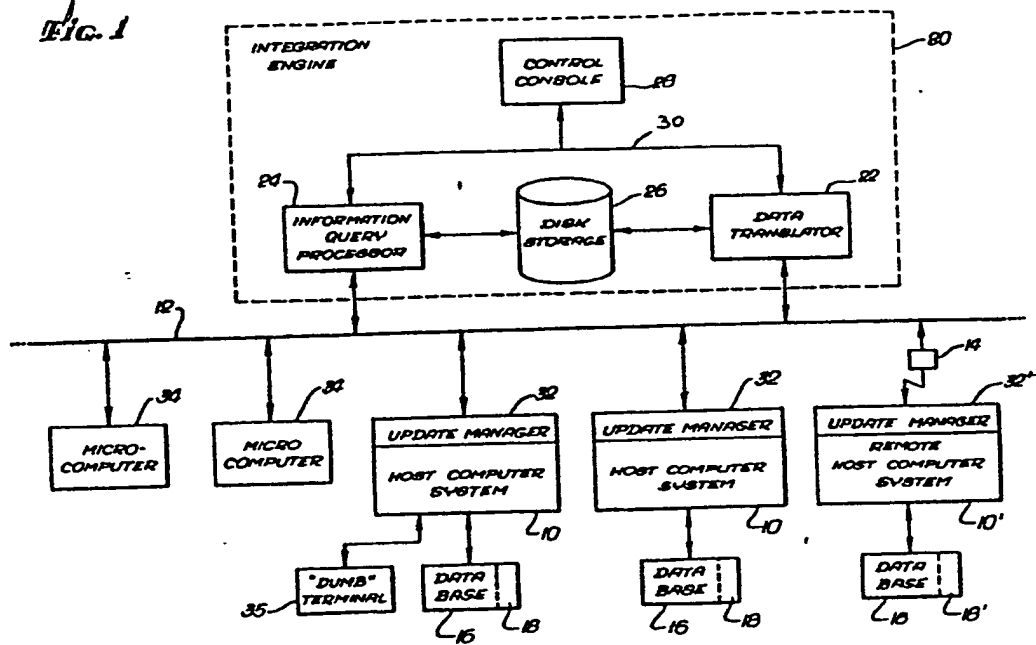 Fig. 1
INTEGRATION
ENGINE
20
CONTROL
CONSOLE
28
30
24
INFORMATION
QUERY
PROCESSOR
26
DISK
STORAGE
22
DATA
TRANSLATOR
12
14
34
MICRO-
COMPUTER
34
MICRO
COMPUTER
32
UPDATE MANAGER
HOST COMPUTER
SYSTEM
10
32
UPDATE MANAGER
HOST COMPUTER
SYSTEM
10
32'
UPDATE MANAGER
REMOTE
HOST COMPUTER
SYSTEM
10'
"DUMB"
TERMINAL
35
DATA
BASE
16
18
DATA
BASE
16
18
DATA
BASE
16
18'